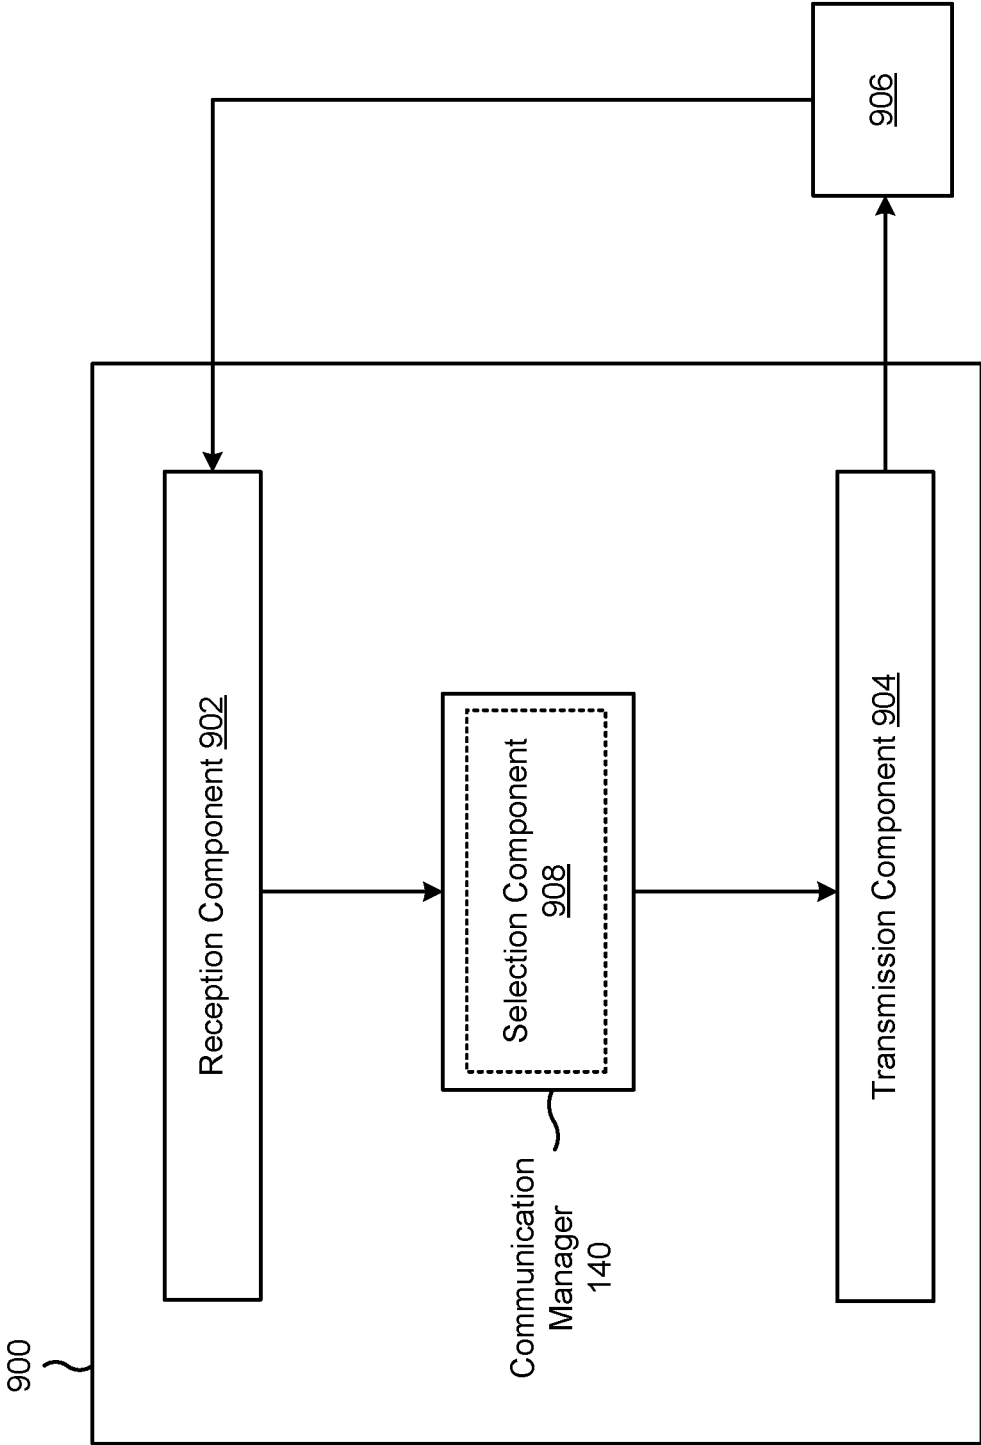 900
Reception Component 902
Communication
Manager
140
Selection Component
908
Transmission Component 904
906